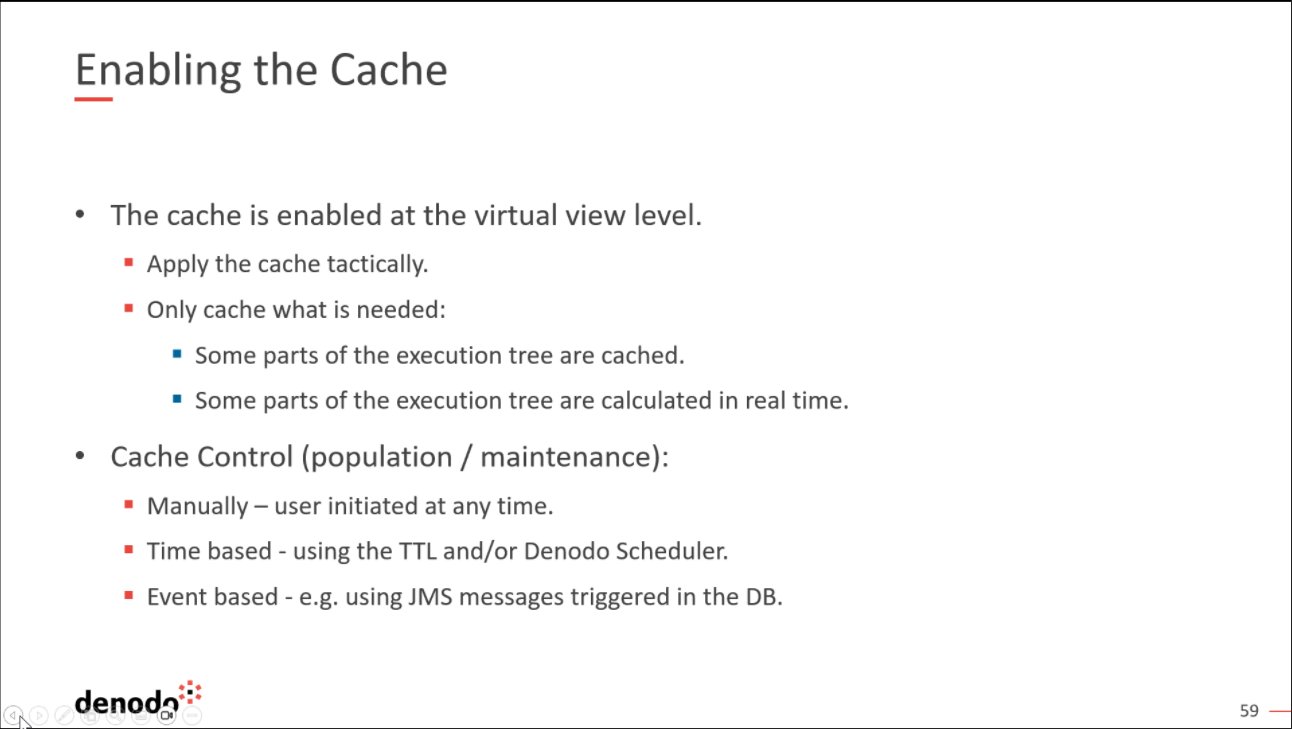 Enabling the Cache
• The cache is enabled at the virtual view level.
▪ Apply the cache tactically.
▪ Only cache what is needed:
▪ Some parts of the execution tree are cached.
▪ Some parts of the execution tree are calculated in real time.
• Cache Control (population / maintenance):
▪ Manually – user initiated at any time.
▪ Time based - using the TTL and/or Denodo Scheduler.
▪ Event based - e.g. using JMS messages triggered in the DB.
denodo
59